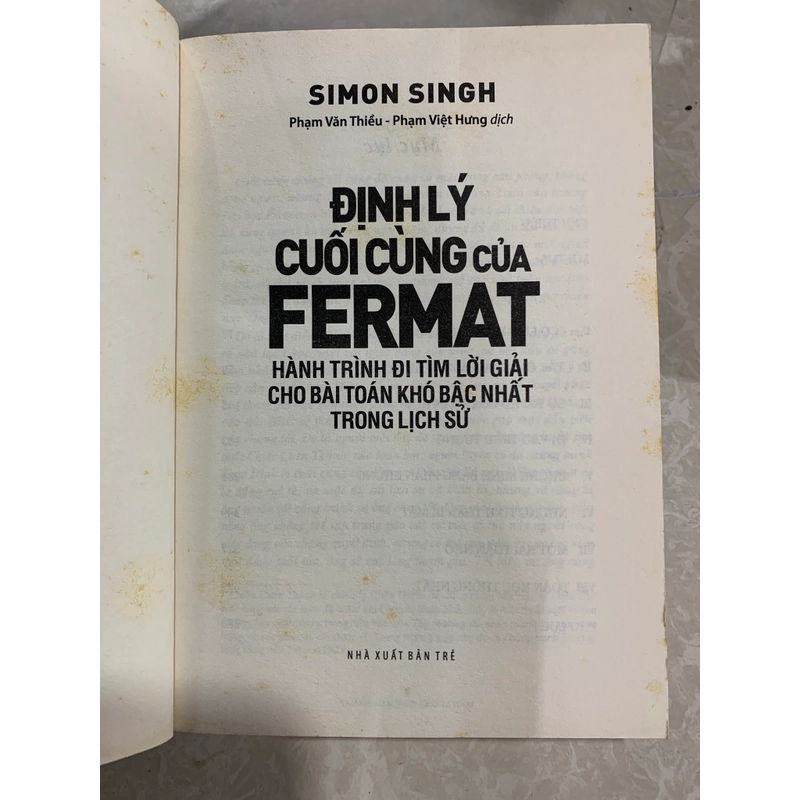 SIMON SINGH
Phạm Văn Thiều - Phạm Việt Hưng dịch
ĐỊNH LÝ
CUỐI CÙNG CỦA
FERMAT
HÀNH TRÌNH ĐI TÌM LỜI GIẢI
CHO BÀI TOÁN KHÓ BẬC NHẤT
TRONG LỊCH SỬ
NHÀ XUẤT BẢN TRẺ